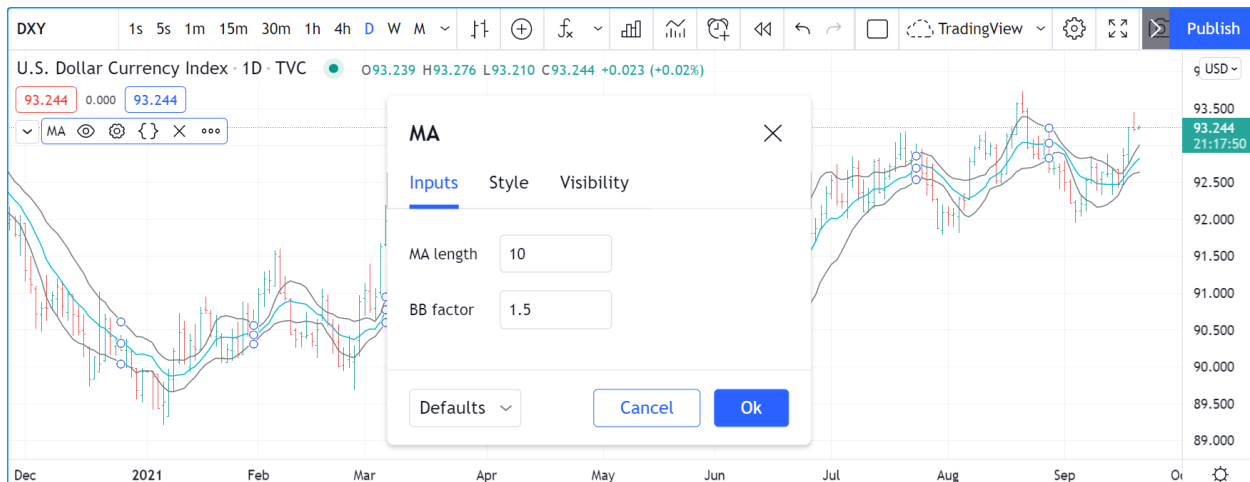 DXY 1s 5s 1m 15m 30m 1h 4h D W M fx TradingView Publish
U.S. Dollar Currency Index · 1D · TVC O93.239 H93.276 L93.210 C93.244 +0.023 (+0.02%)
USD
93.244 0.000 93.244
MA {}
MA
Inputs Style Visibility
MA length 10
BB factor 1.5
Defaults Cancel Ok
93.500
93.244
21:17:50
92.500
92.000
91.500
91.000
90.500
90.000
89.500
89.000
Dec 2021 Feb Mar Apr May Jun Jul Aug Sep